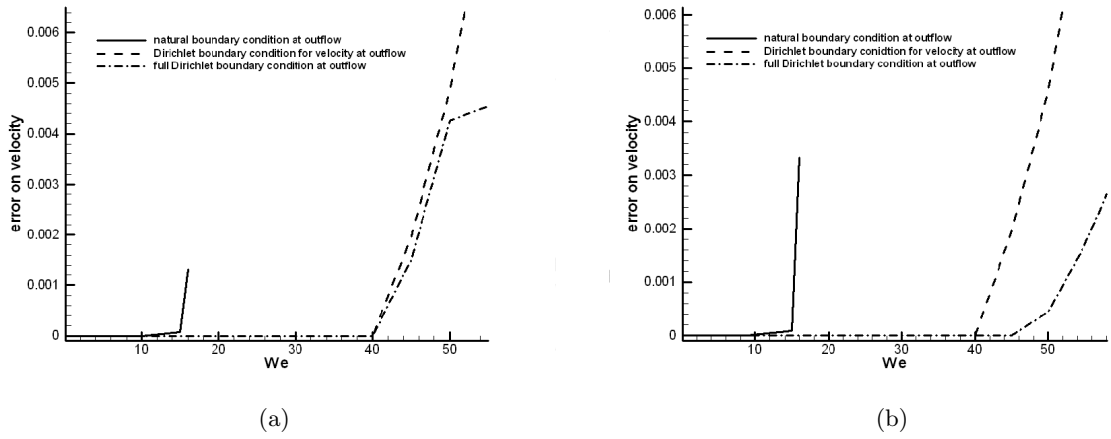 0.006
0.005
0.004
0.003
0.002
0.001
0
error on velocity
natural boundary condition at outflow
Dirichlet boundary condition for velocity at outflow
full Dirichlet boundary condition at outflow
10 20 30 40 50
We
(a)
0.006
0.005
0.004
0.003
0.002
0.001
0
error on velocity
natural boundary condition at outflow
Dirichlet boundary conidtion for velocity at outflow
full Dirichlet boundary condition at outflow
10 20 30 40 50
We
(b)